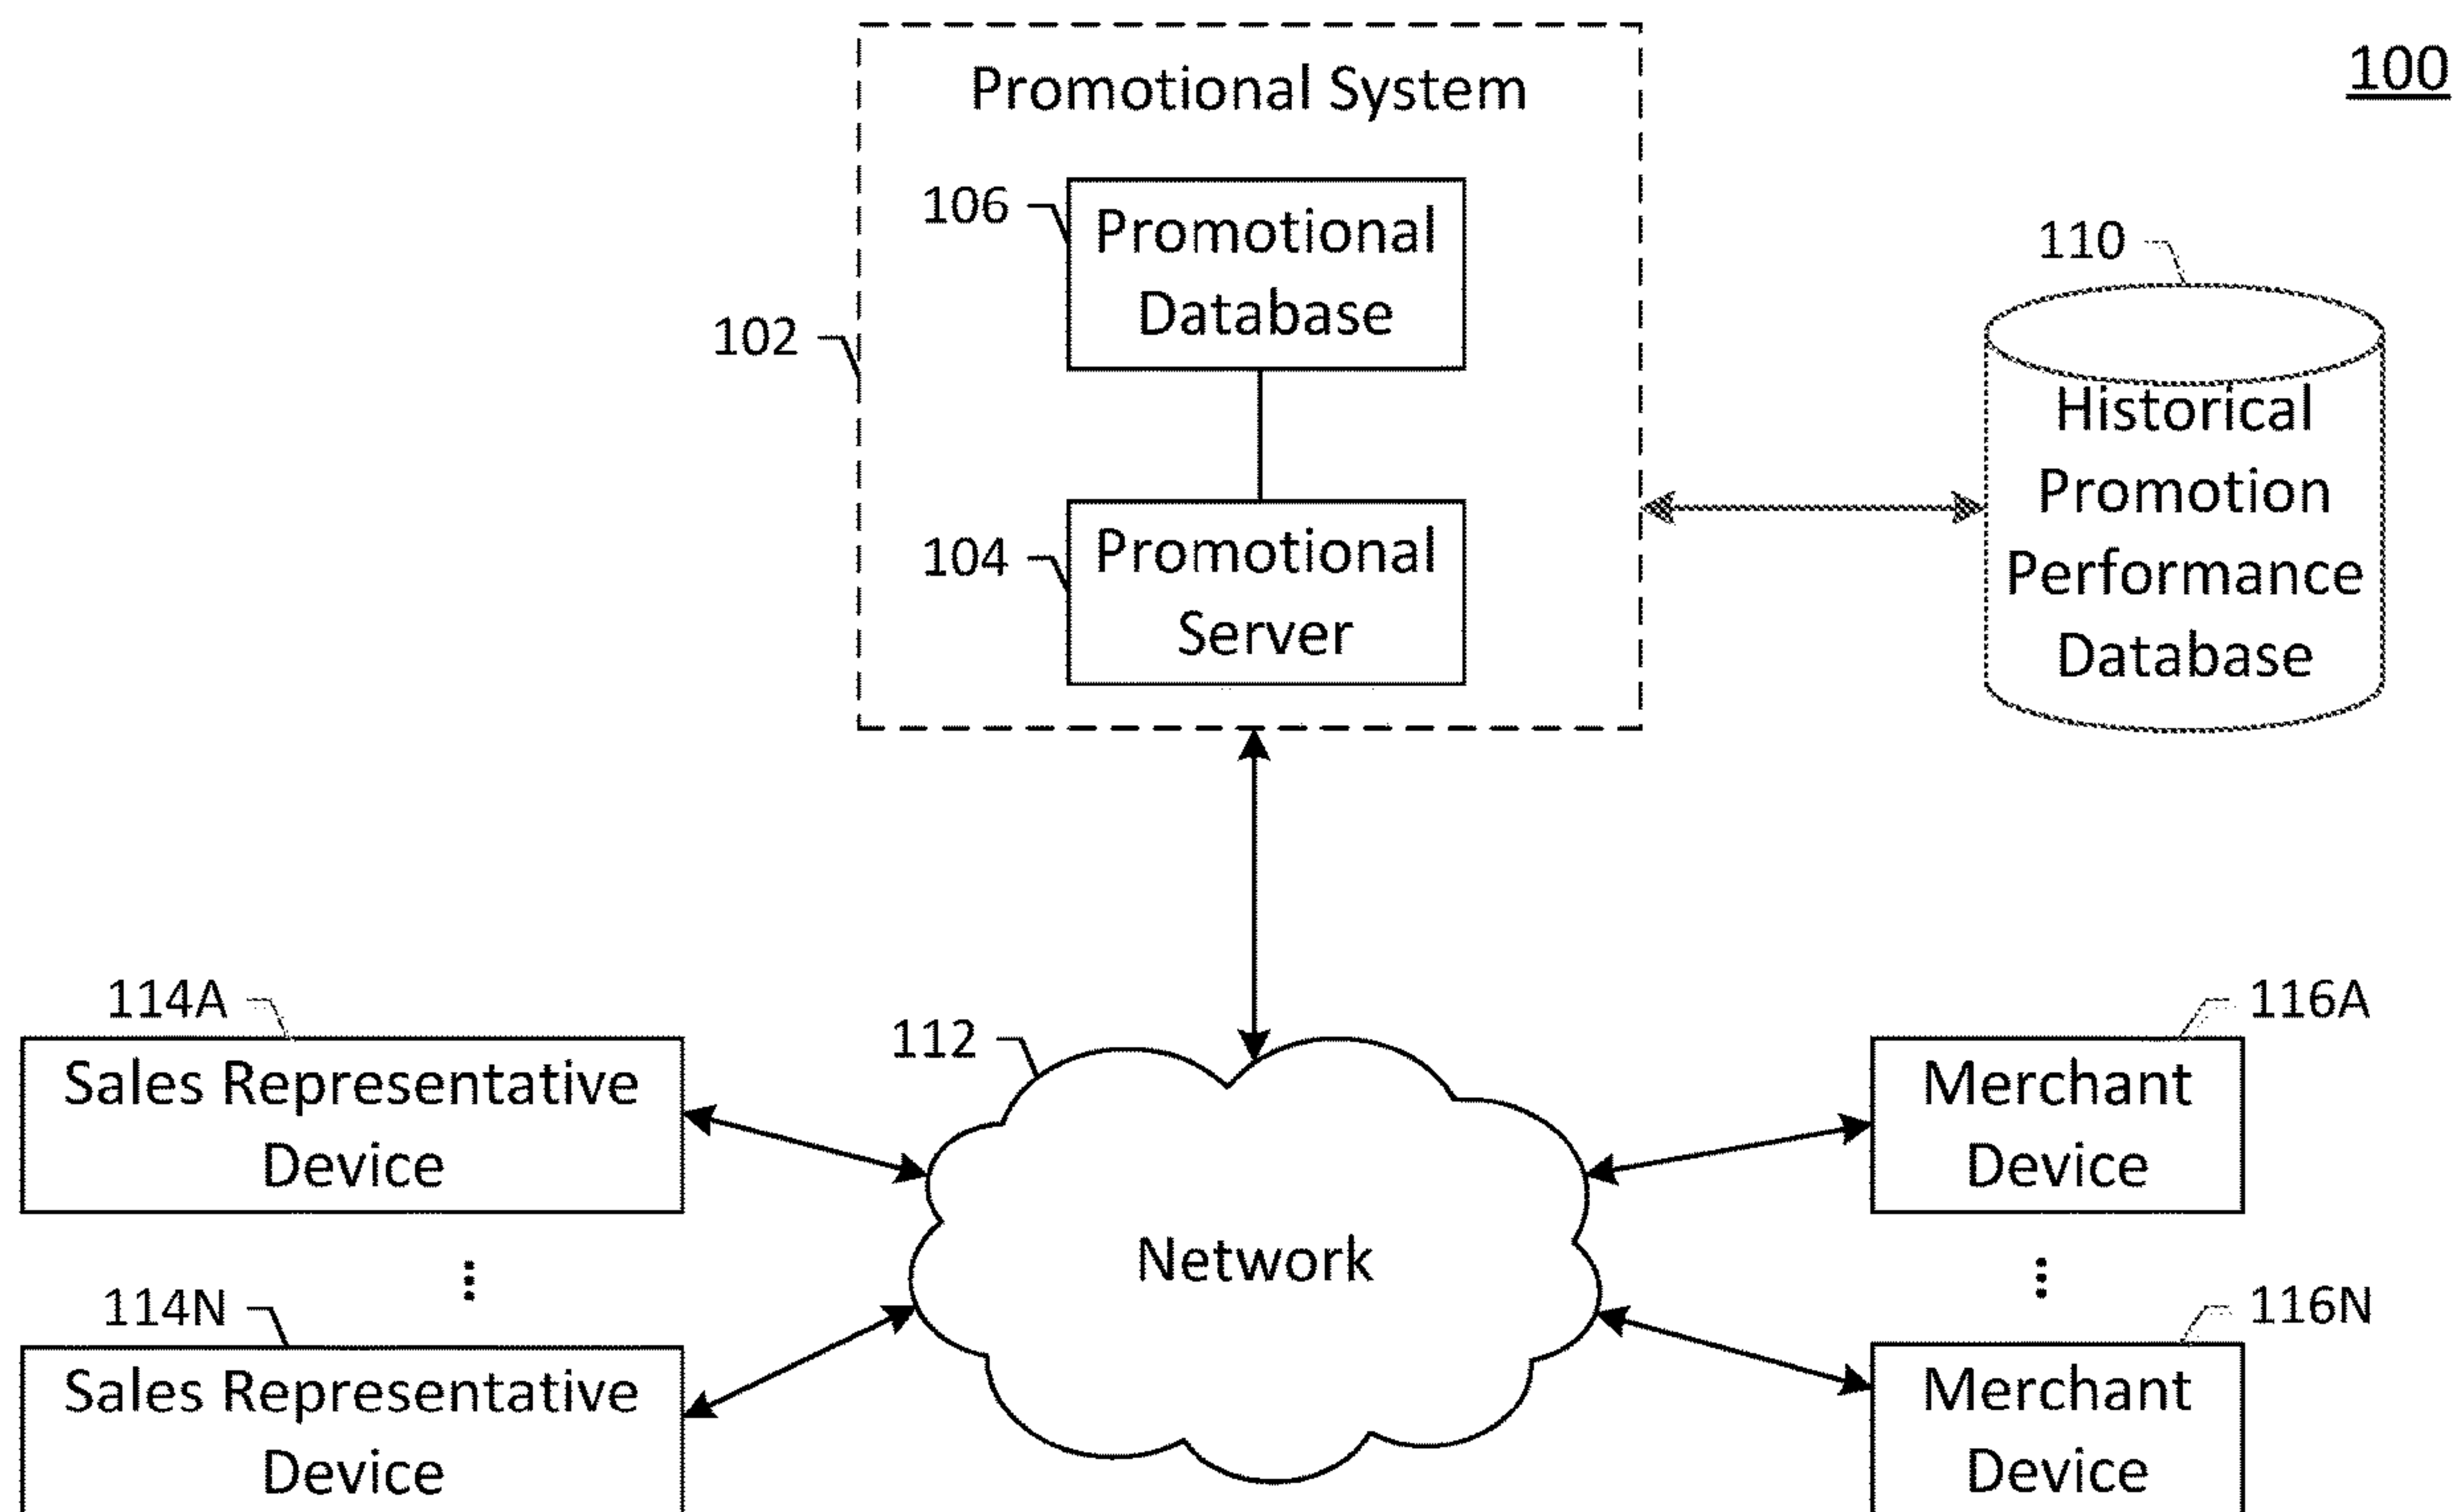 Promotional System
100
106
Promotional
Database
110
102
Historical
Promotion
Performance
Database
104
Promotional
Server
114A
112
116A
Sales Representative
Device
Merchant
Device
Network
114N
116N
Sales Representative
Device
Merchant
Device